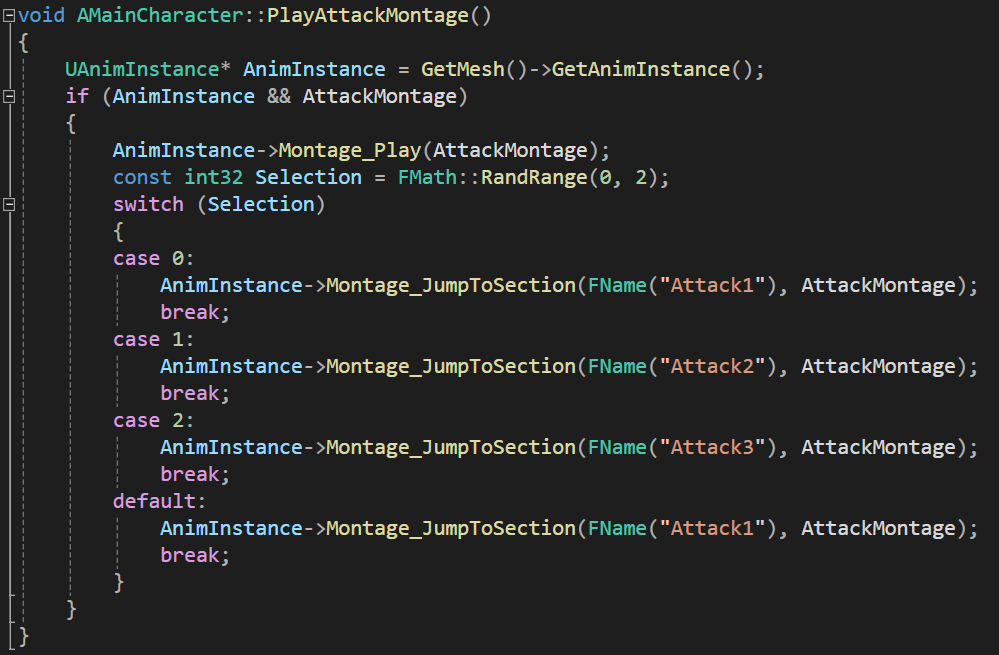 void AMainCharacter::PlayAttackMontage()
{
    UAnimInstance* AnimInstance = GetMesh()->GetAnimInstance();
    if (AnimInstance && AttackMontage)
    {
        AnimInstance->Montage_Play(AttackMontage);
        const int32 Selection = FMath::RandRange(0, 2);
        switch (Selection)
        {
        case 0:
            AnimInstance->Montage_JumpToSection(FName("Attack1"), AttackMontage);
            break;
        case 1:
            AnimInstance->Montage_JumpToSection(FName("Attack2"), AttackMontage);
            break;
        case 2:
            AnimInstance->Montage_JumpToSection(FName("Attack3"), AttackMontage);
            break;
        default:
            AnimInstance->Montage_JumpToSection(FName("Attack1"), AttackMontage);
            break;
        }
    }
}